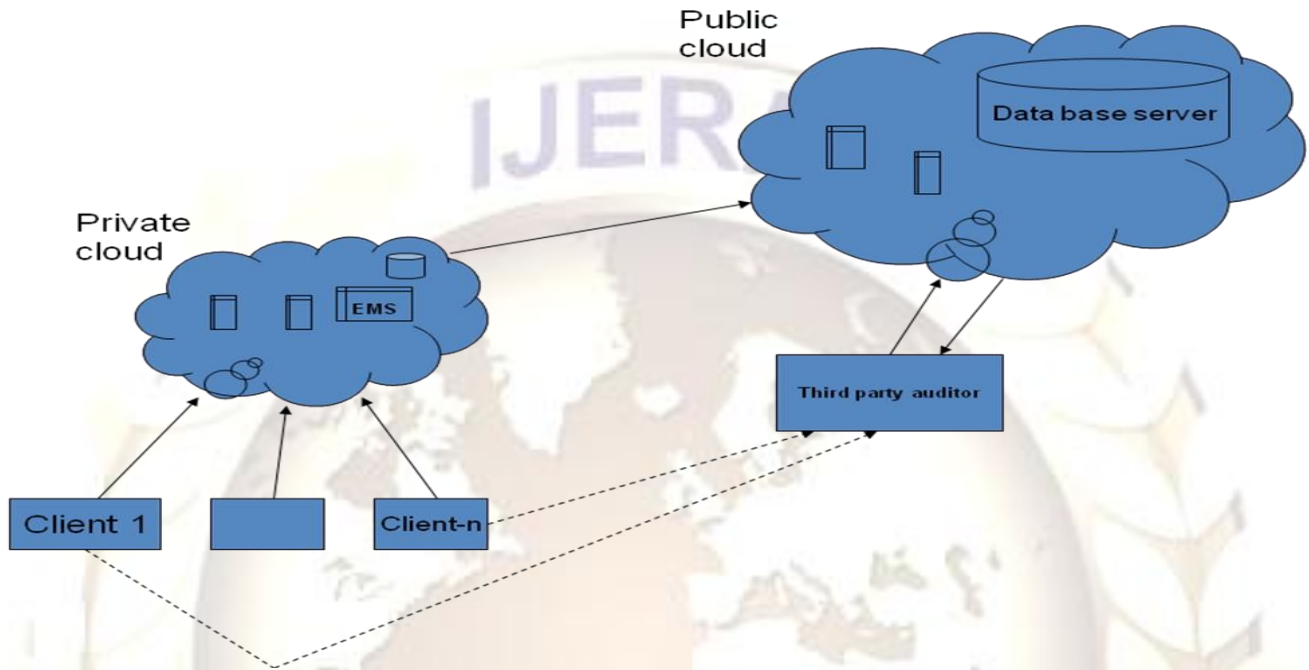 Public
cloud
IJERA
Data base server
Private
cloud
EMS
Third party auditor
Client 1
Client-n